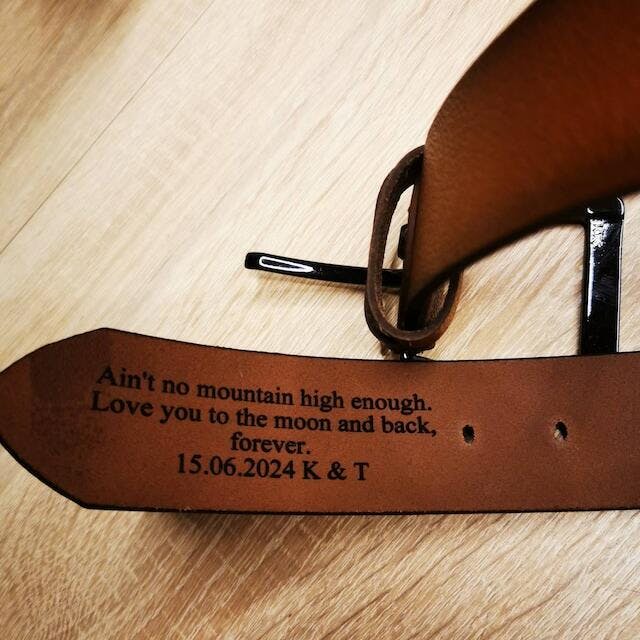 Ain't no mountain high enough.
Love you to the moon and back,
forever.
15.06.2024 K & T